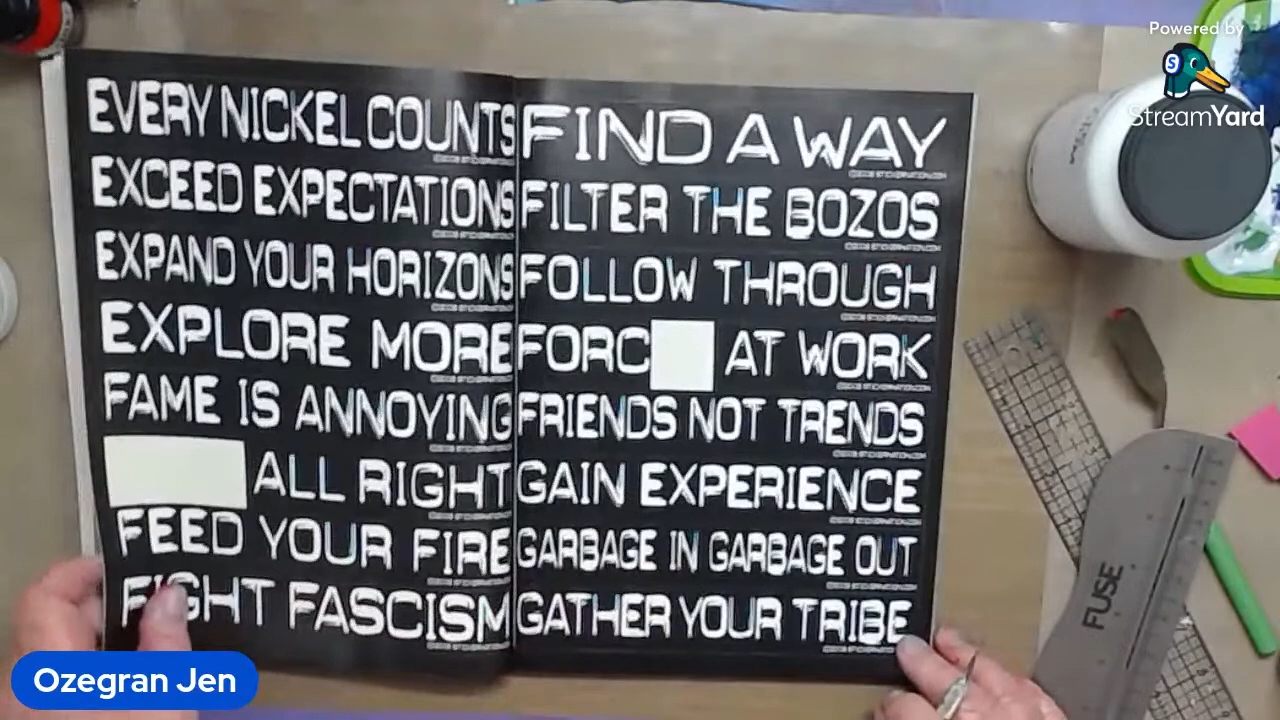 Powered by
StreamYard
EVERY NICKEL COUNTS
EXCEED EXPECTATIONS
EXPAND YOUR HORIZONS
EXPLORE MORE
FAME IS ANNOYING
ALL RIGHT
FEED YOUR FIRE
FIGHT FASCISM
FIND A WAY
FILTER THE BOZOS
FOLLOW THROUGH
FORC AT WORK
FRIENDS NOT TRENDS
GAIN EXPERIENCE
GARBAGE IN GARBAGE OUT
GATHER YOUR TRIBE
FUSE
Ozegran Jen